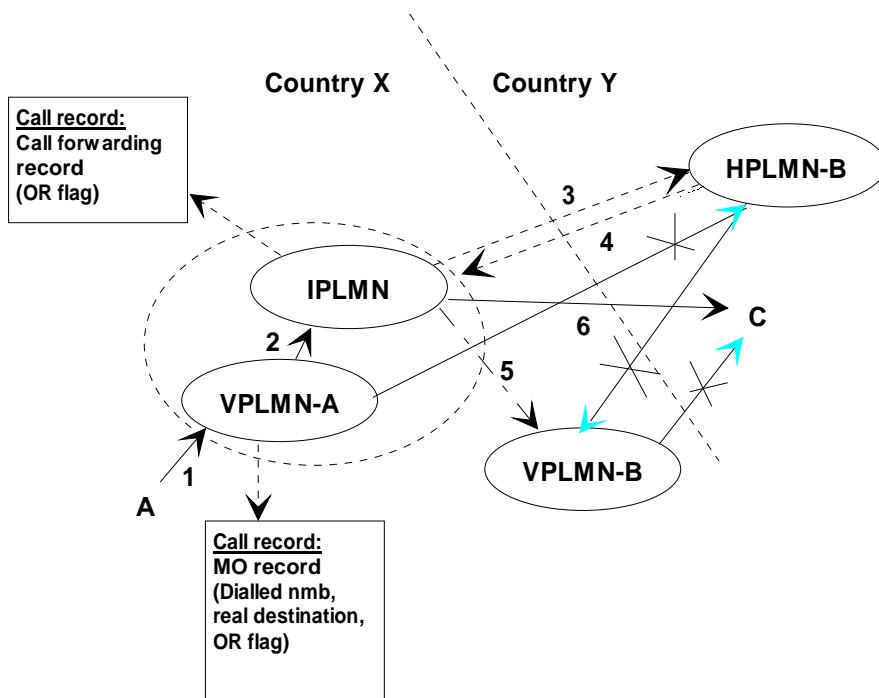 Country X
Country Y
Call record:
Call forwarding
record
(OR flag)
HPLMN-B
3
4
IPLMN
C
6
2
5
VPLMN-A
VPLMN-B
1
A
Call record:
MO record
(Dialled nmb,
real destination,
OR flag)